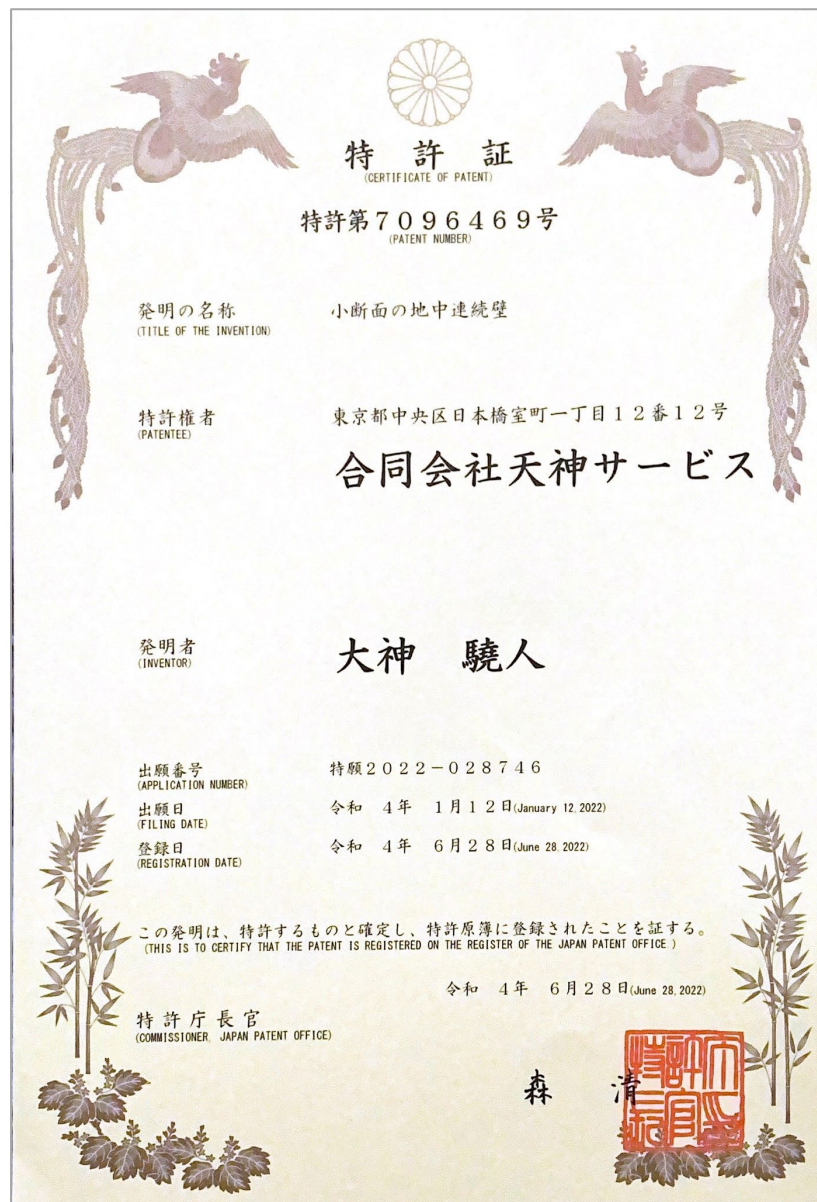 特許証
(CERTIFICATE OF PATENT)
特許第７０９６４６９号
(PATENT NUMBER)
発明の名称　小断面の地中連続壁
(TITLE OF THE INVENTION)
特許権者　東京都中央区日本橋室町一丁目１２番１２号
(PATENTEE)
合同会社天神サービス
発明者　大神　驍人
(INVENTOR)
出願番号　特願２０２２－０２８７４６
(APPLICATION NUMBER)
出願日　令和　４年　１月１２日(January 12,2022)
(FILING DATE)
登録日　令和　４年　６月２８日(June 28,2022)
(REGISTRATION DATE)
この発明は、特許するものと確定し、特許原簿に登録されたことを証する。
(THIS IS TO CERTIFY THAT THE PATENT IS REGISTERED ON THE REGISTER OF THE JAPAN PATENT OFFICE.)
令和　４年　６月２８日(June 28,2022)
特許庁長官
(COMMISSIONER, JAPAN PATENT OFFICE)
森　清